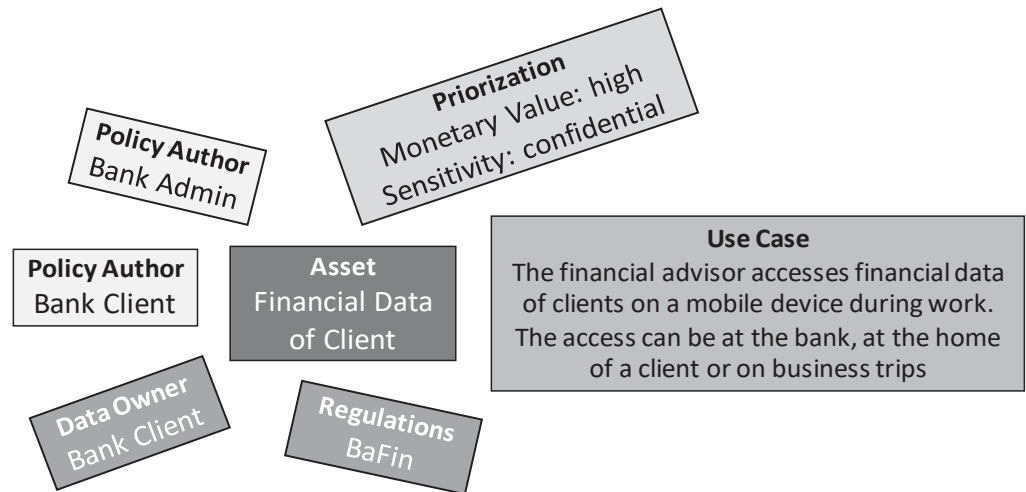 Priorization
Monetary Value: high
Sensitivity: confidential
Policy Author
Bank Admin
Policy Author
Bank Client
Asset
Financial Data
of Client
Use Case
The financial advisor accesses financial data
of clients on a mobile device during work.
The access can be at the bank, at the home
of a client or on business trips
Data Owner
Bank Client
Regulations
BaFin